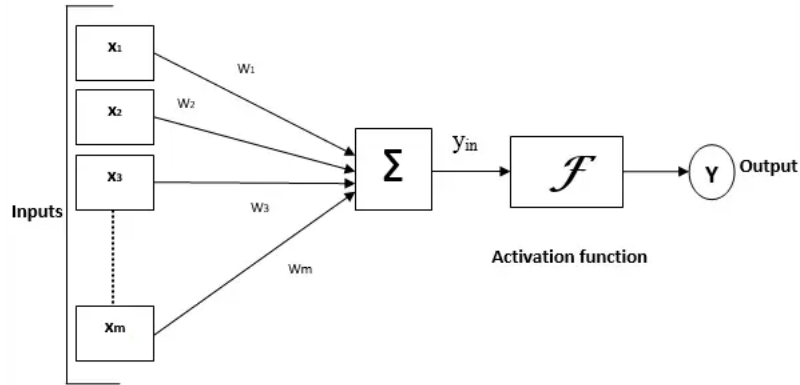 x1
W1
x2
W2
x3
Σ
yin
ℱ
Y
Output
Inputs
W3
Activation function
Wm
Xm